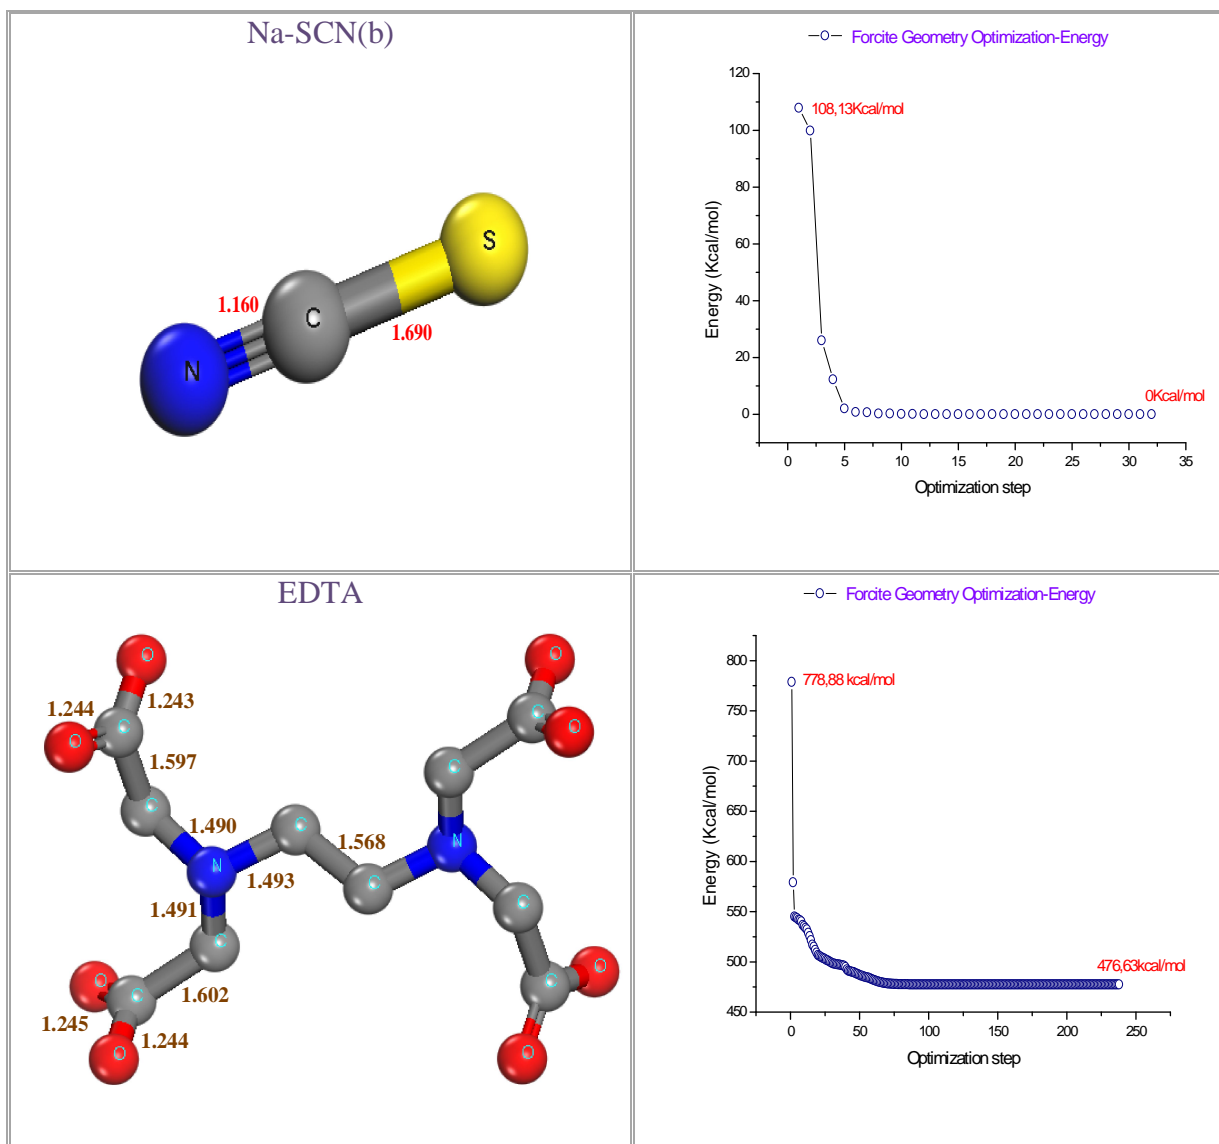 Na-SCN(b)
S
1.160
C
1.690
N
Forcite Geometry Optimization-Energy
120
100
80
60
40
20
0
108,13Kcal/mol
0Kcal/mol
Energy (Kcal/mol)
0 5 10 15 20 25 30 35
Optimization step
EDTA
O O
1.244 1.243 C O
O C
1.597
C C
1.490 C 1.568 N
N
1.493 C
1.491 C
C O
1.602 C
O C
1.245 1.244
O O
Forcite Geometry Optimization-Energy
800
750
700
650
600
550
500
450
778,88 kcal/mol
476,63kcal/mol
Energy (Kcal/mol)
0 50 100 150 200 250
Optimization step